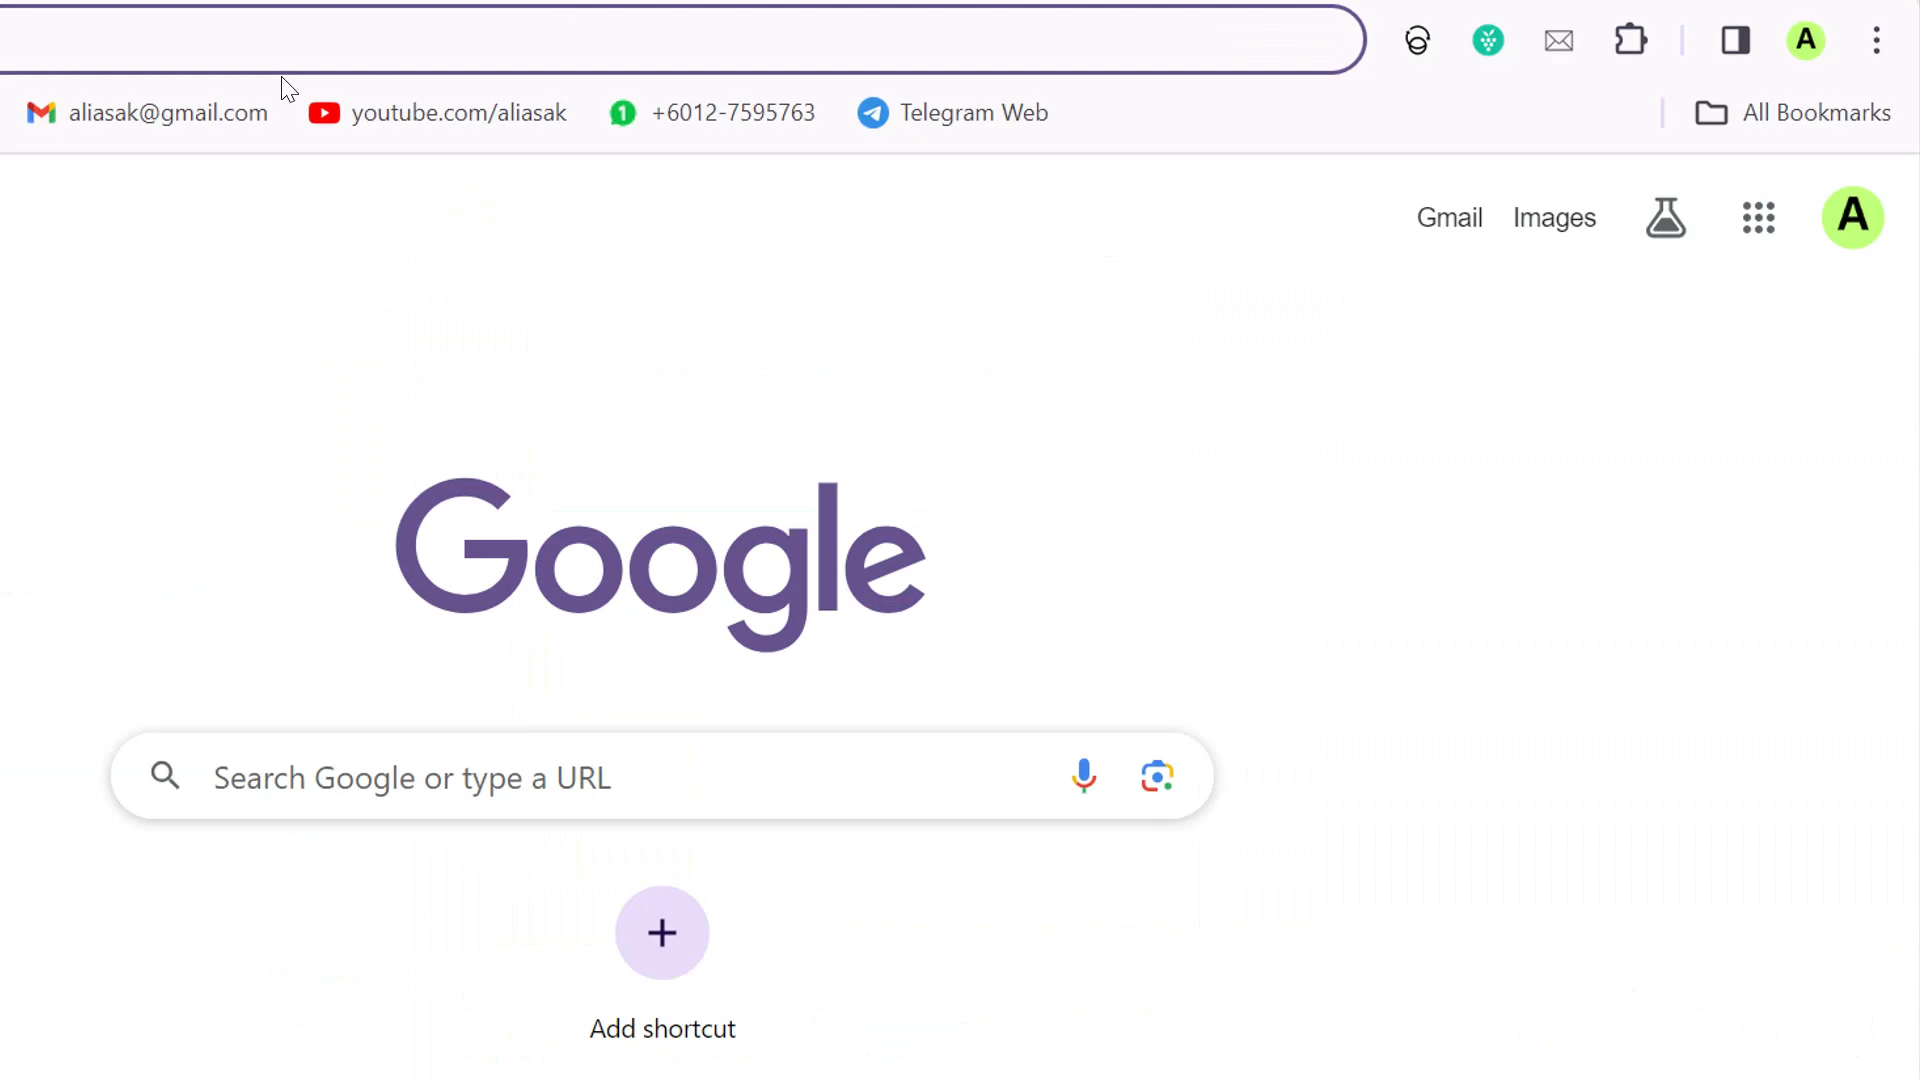 A
aliasak@gmail.com
youtube.com/aliasak
1
+6012-7595763
Telegram Web
All Bookmarks
Gmail
Images
A
Google
Search Google or type a URL
Add shortcut